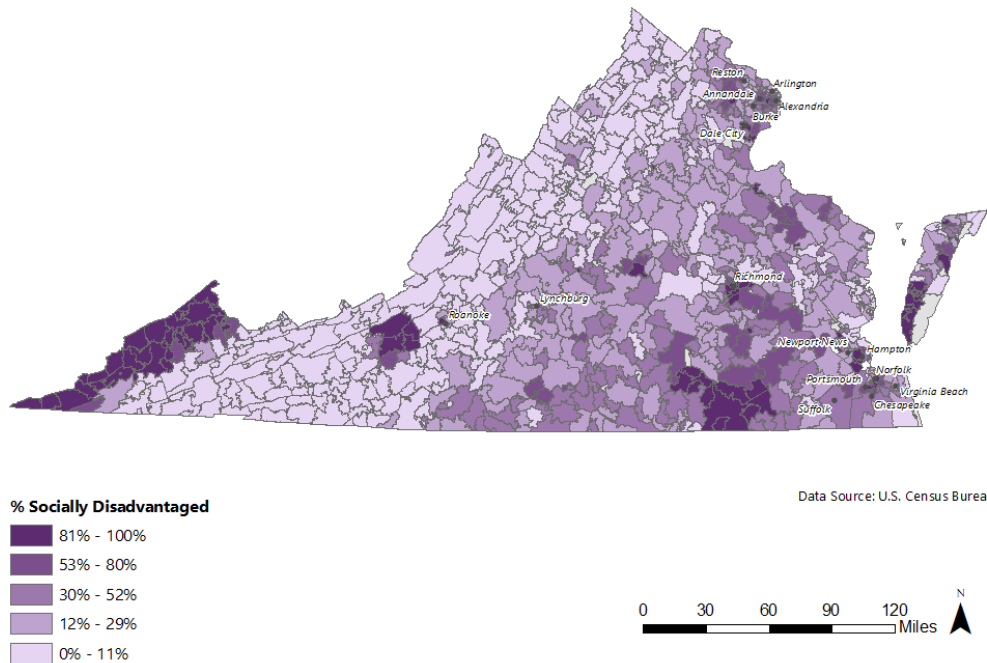 Reston
Arlington
Annandale
Alexandria
Burke
Dale City
Richmond
Lynchburg
Roanoke
Newport News
Hampton
Norfolk
Portsmouth
Virginia Beach
Suffolk
Chesapeake
Data Source: U.S. Census Burea
% Socially Disadvantaged
81% - 100%
53% - 80%
30% - 52%
12% - 29%
0% - 11%
N
0 30 60 90 120
Miles